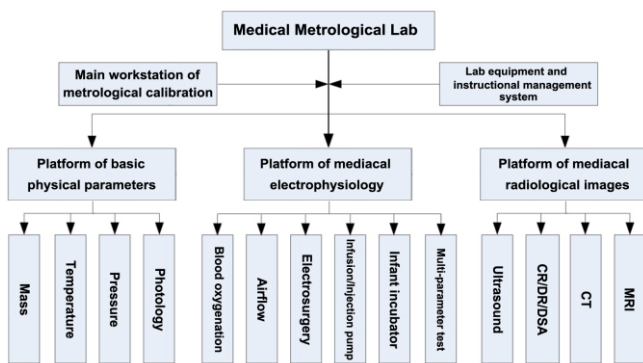 Medical Metrological Lab
Main workstation of
metrological calibration
Lab equipment and
instructional management
system
Platform of basic
physical parameters
Platform of mediacal
electrophysiology
Platform of mediacal
radiological images
Mass
Temperature
Pressure
Photology
Blood oxygenation
Airflow
Electrosurgery
Infusion/Injection pump
Infant incubator
Multi-parameter test
Ultrasound
CR/DR/DSA
CT
MRI